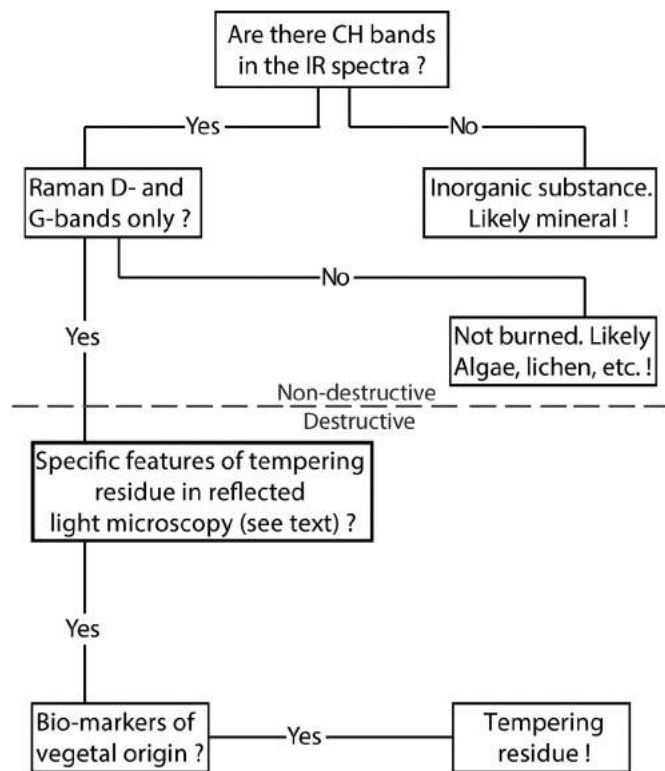 Are there CH bands
in the IR spectra ?
Yes
No
Raman D- and
G-bands only ?
Inorganic substance.
Likely mineral !
No
Yes
Not burned. Likely
Algae, lichen, etc. !
Non-destructive
Destructive
Specific features of tempering
residue in reflected
light microscopy (see text) ?
Yes
Bio-markers of
vegetal origin ?
Yes
Tempering
residue !